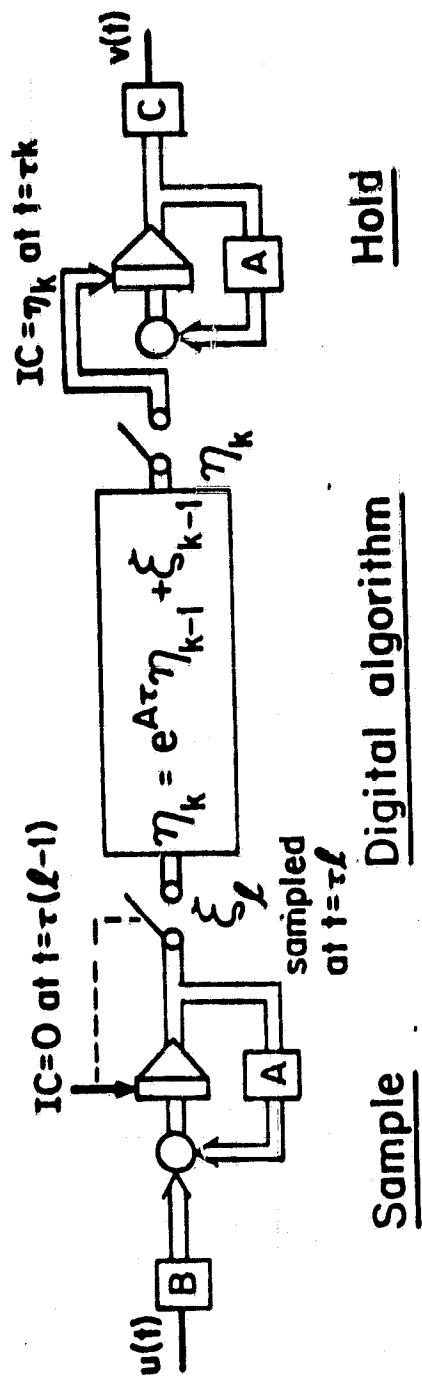 u(t)
B
IC=0 at t=τ(ℓ-1)
A
ξℓ
sampled
at t=τℓ
Sample
ηk = e^Aτ ηk-1 + ξk-1
Digital algorithm
ηk
IC=ηk at t=τk
A
C
v(t)
Hold